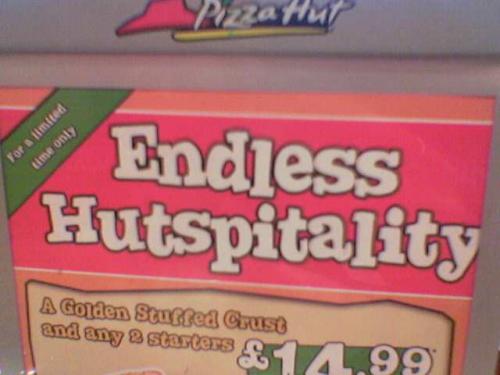 Pizza Hut
For a limited
time only
Endless
Hutspitality
A Golden Stuffed Crust
and any 2 starters
£14.99*